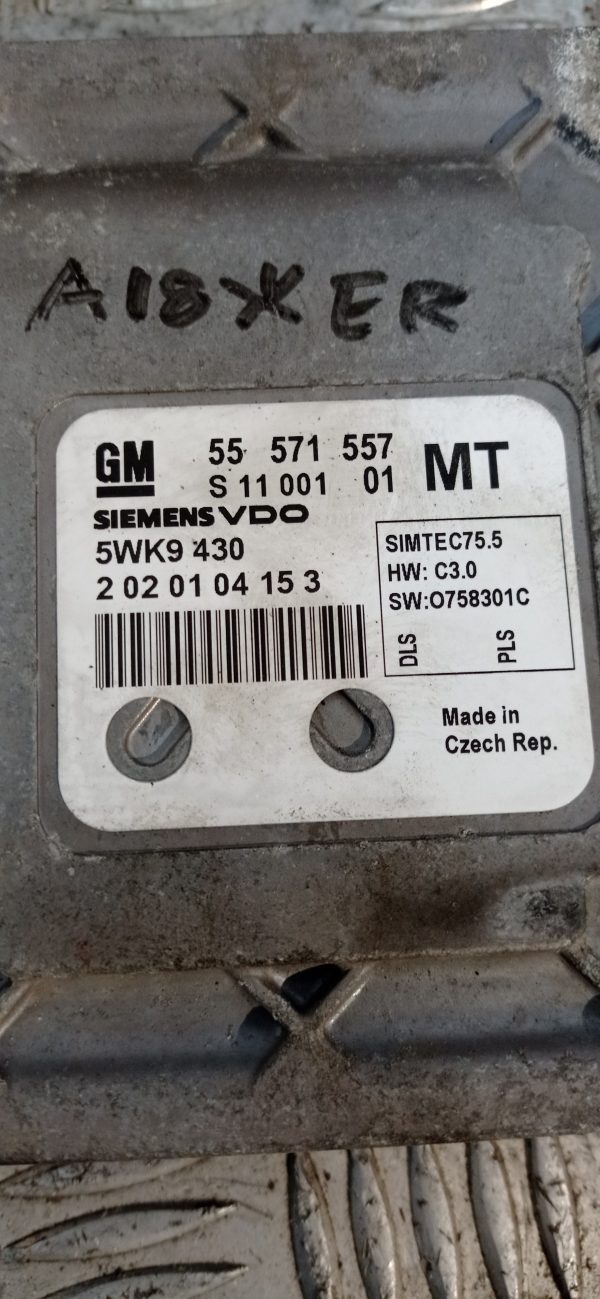 A18XER
GM 55 571 557 MT
S 11 001 01
SIEMENS VDO
5WK9 430
2 02 01 04 15 3
SIMTEC75.5
HW: C3.0
SW:O758301C
DLS PLS
Made in
Czech Rep.